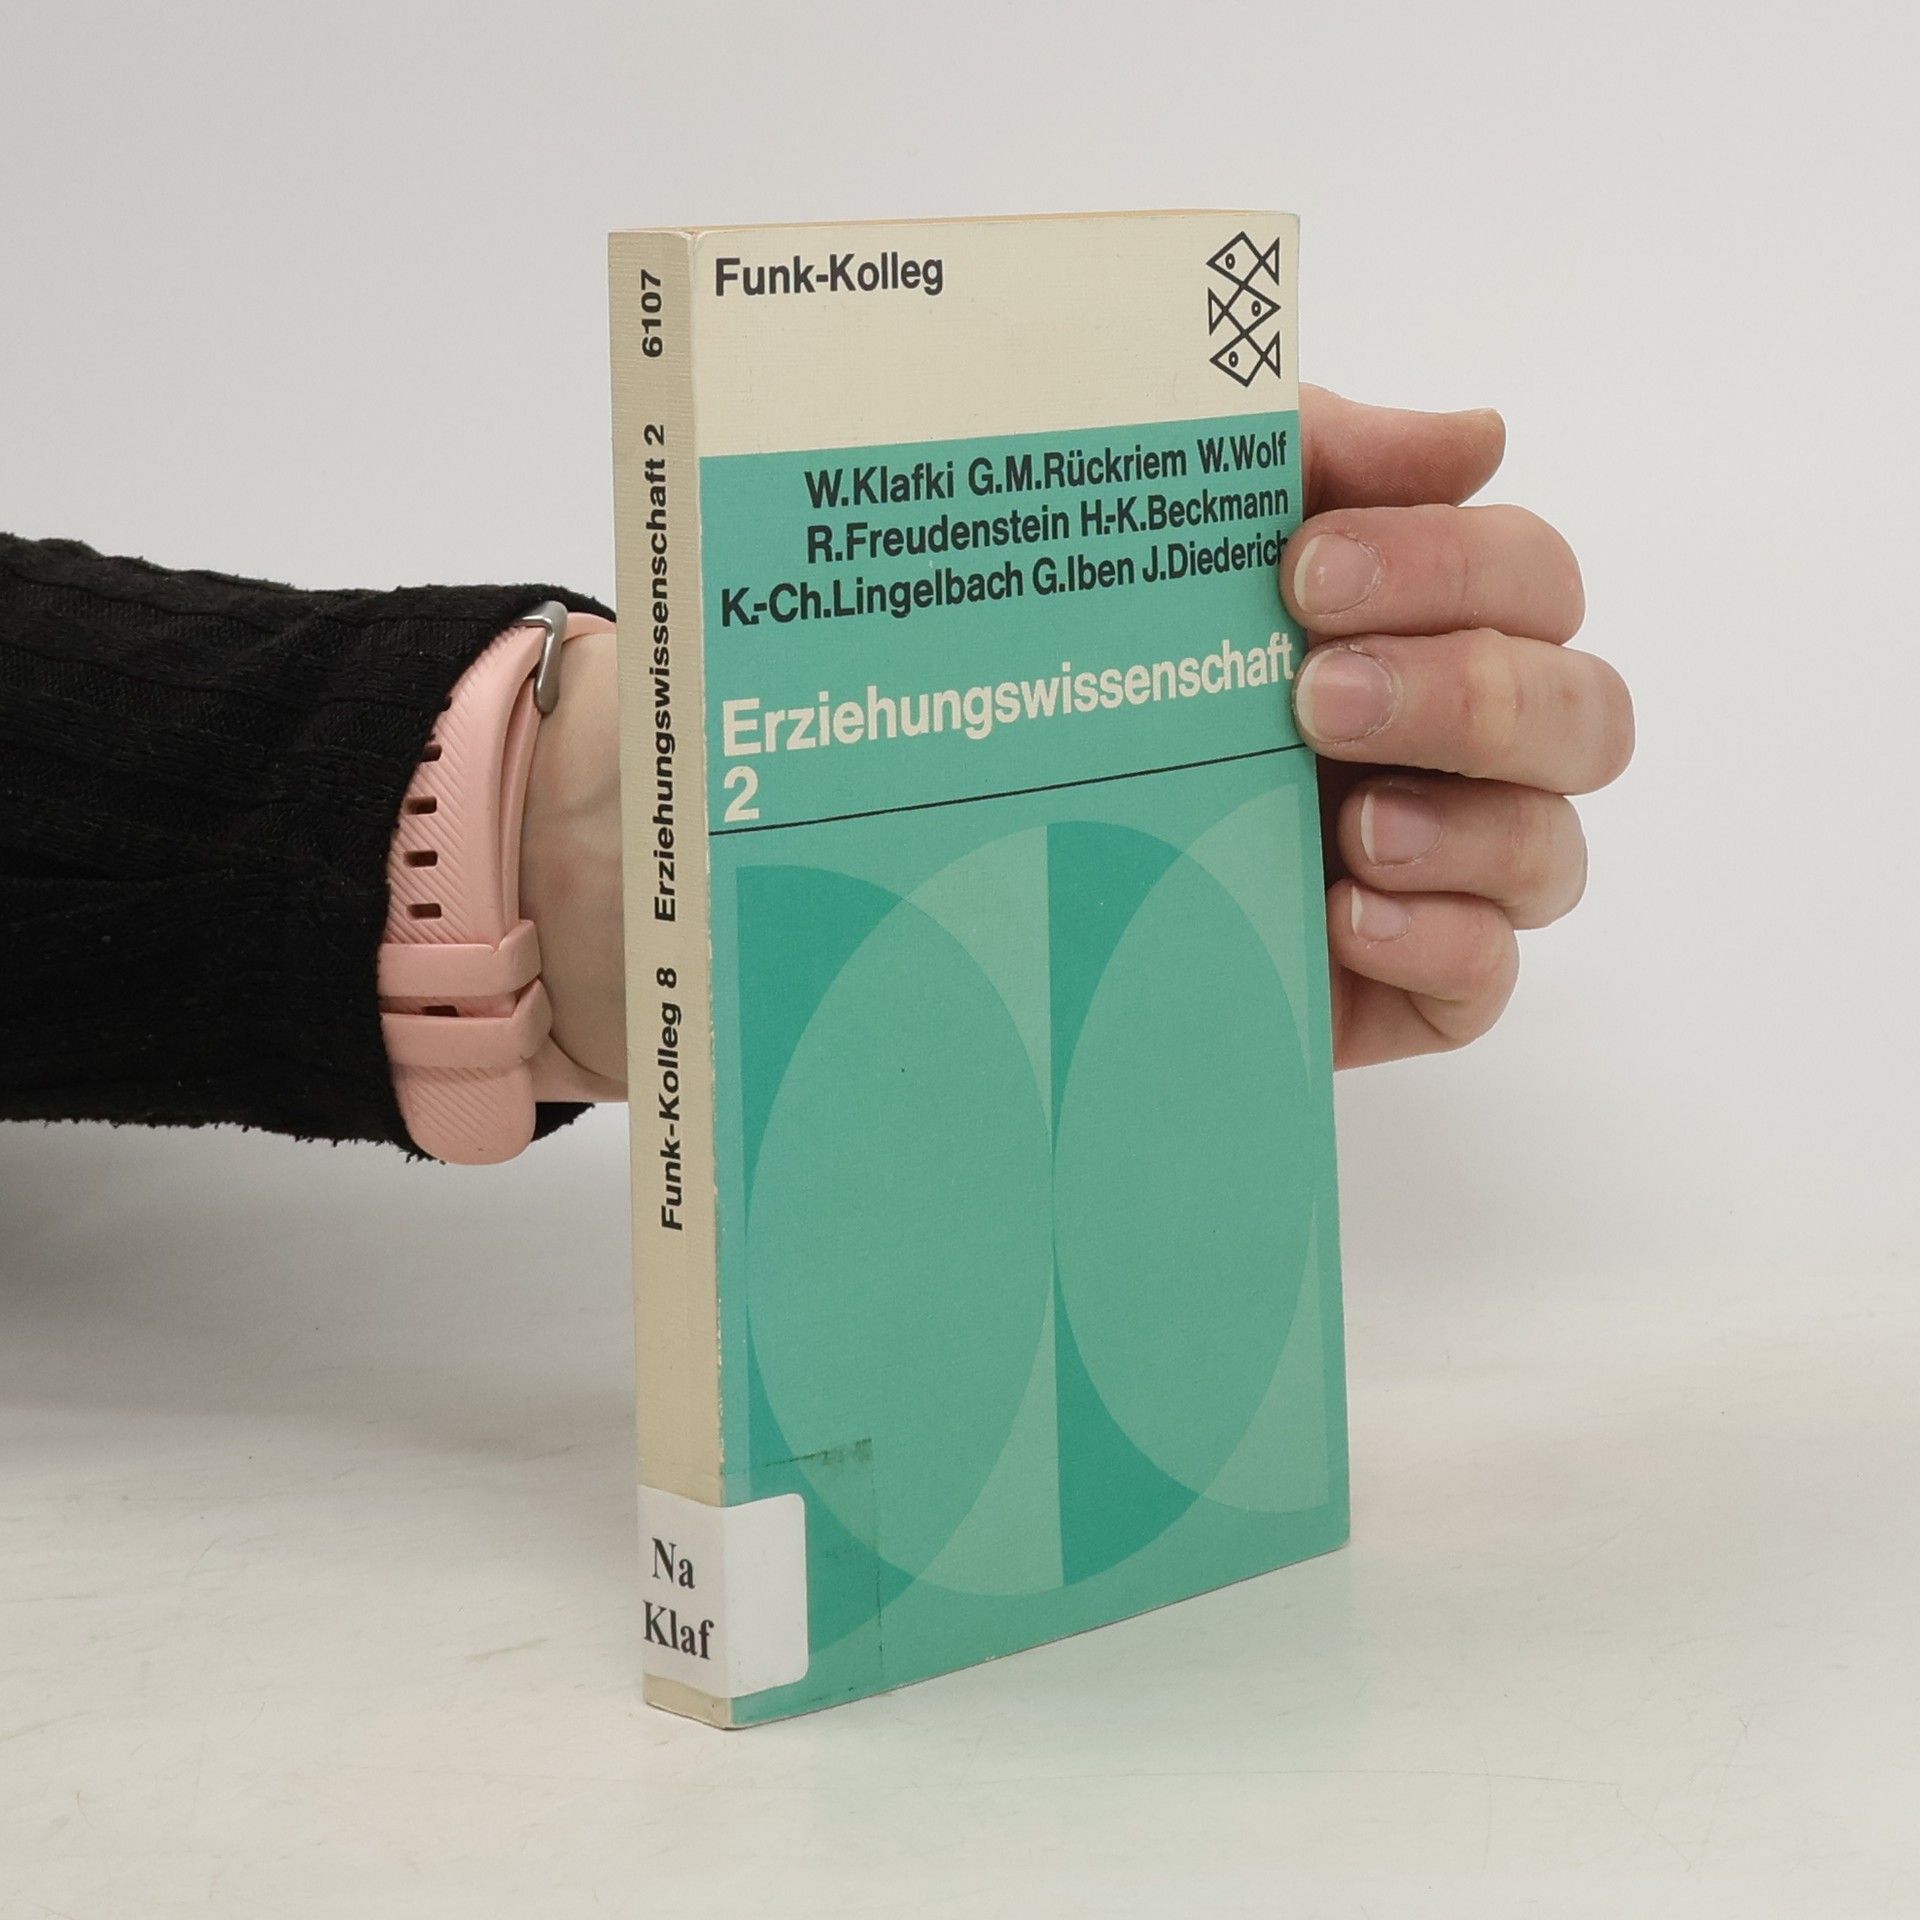 Funk-Kolleg
W.Klafki G.M.Rückriem W.Wolf
R.Freudenstein H.-K.Beckmann
K.-Ch.Lingelbach G.Iben J.Diederich
Erziehungswissenschaft
2
Funk-Kolleg 8 Erziehungswissenschaft 2 6107
Na
Klaf